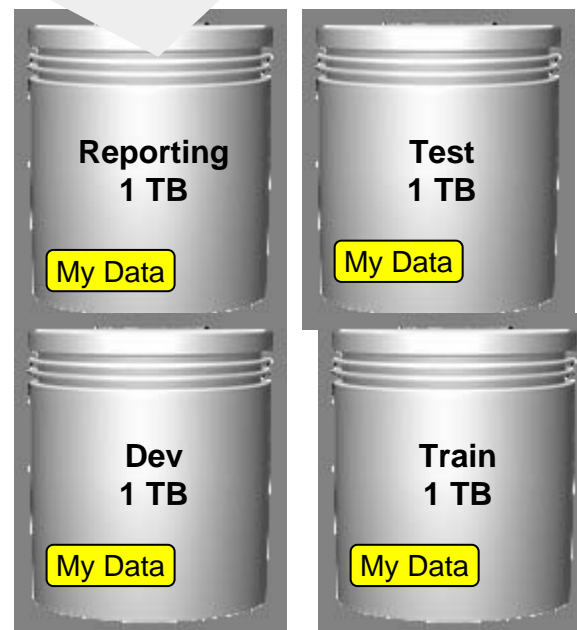 Reporting
1 TB
My Data
Test
1 TB
My Data
Dev
1 TB
My Data
Train
1 TB
My Data